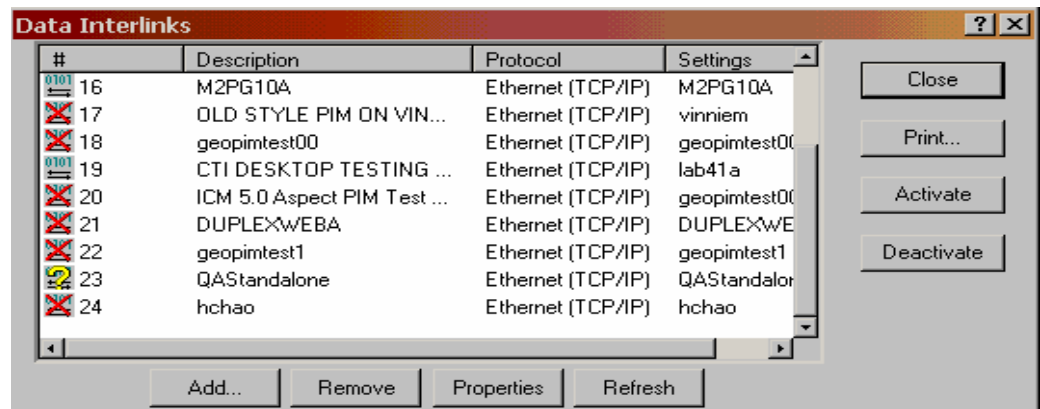 Data Interlinks
# Description Protocol Settings
0101 16 M2PG10A Ethernet (TCP/IP) M2PG10A
17 OLD STYLE PIM ON VIN... Ethernet (TCP/IP) vinniem
18 geopimtest00 Ethernet (TCP/IP) geopimtest00
0101 19 CTI DESKTOP TESTING ... Ethernet (TCP/IP) lab41a
20 ICM 5.0 Aspect PIM Test ... Ethernet (TCP/IP) geopimtest00
21 DUPLEXWEBA Ethernet (TCP/IP) DUPLEXWE
22 geopimtest1 Ethernet (TCP/IP) geopimtest1
23 QAStandalone Ethernet (TCP/IP) QAStandalon
24 hchao Ethernet (TCP/IP) hchao
Close
Print...
Activate
Deactivate
Add... Remove Properties Refresh